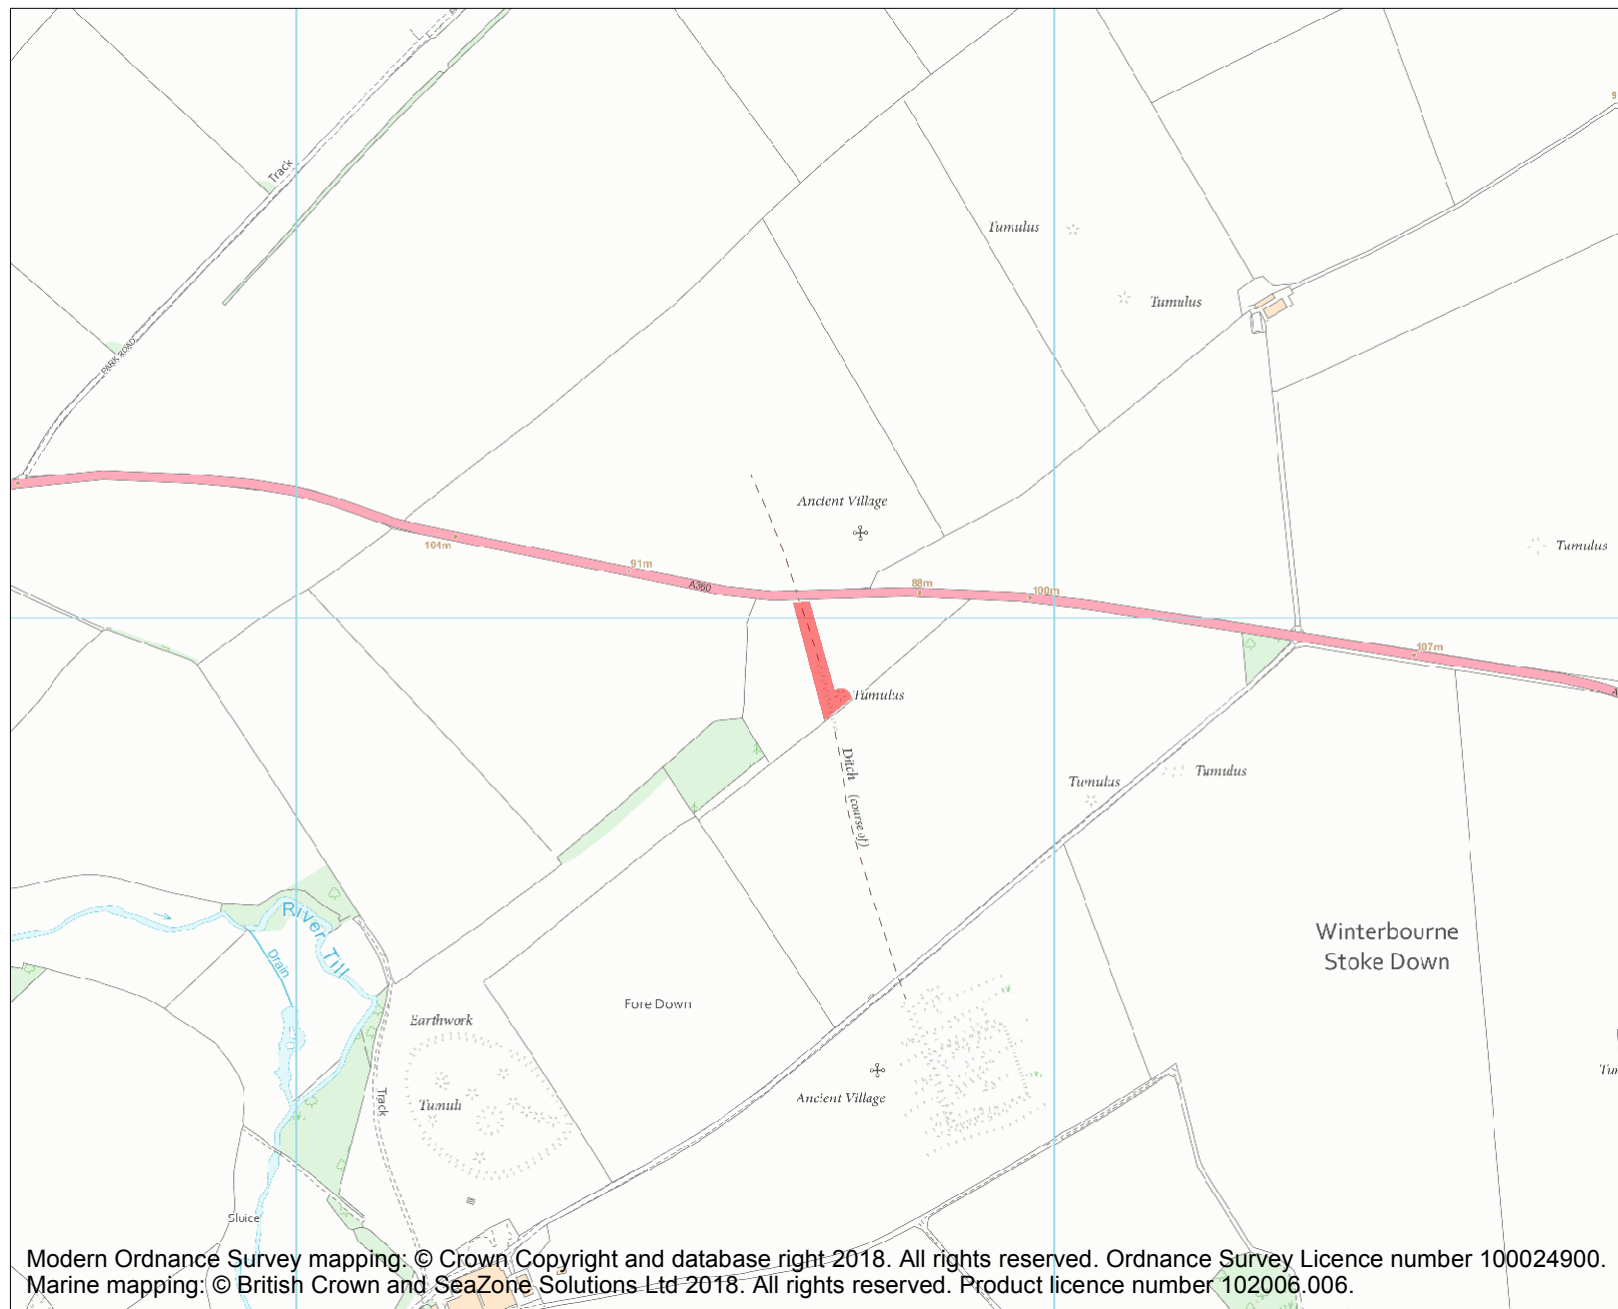 Track
PARK ROAD
Tumulus
Tumulus
Ancient Village
104m
91m
A360
88m
100m
Tumulus
107m
Tumulus
Ditch
(course of)
Tumulus
Tumulus
River Till
Drain
Winterbourne
Stoke Down
Fore Down
Earthwork
Tumuli
Track
Ancient Village
Sluice
Modern Ordnance Survey mapping: © Crown Copyright and database right 2018. All rights reserved. Ordnance Survey Licence number 100024900.
Marine mapping: © British Crown and SeaZone Solutions Ltd 2018. All rights reserved. Product licence number 102006.006.